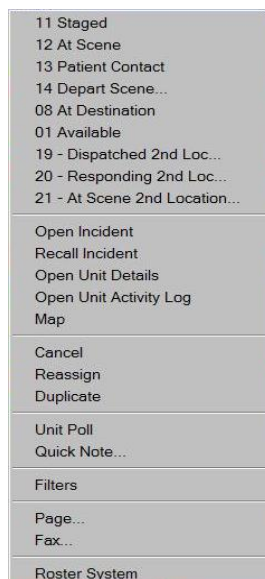 11 Staged
12 At Scene
13 Patient Contact
14 Depart Scene...
08 At Destination
01 Available
19 - Dispatched 2nd Loc...
20 - Responding 2nd Loc...
21 - At Scene 2nd Location...
Open Incident
Recall Incident
Open Unit Details
Open Unit Activity Log
Map
Cancel
Reassign
Duplicate
Unit Poll
Quick Note...
Filters
Page...
Fax...
Roster System